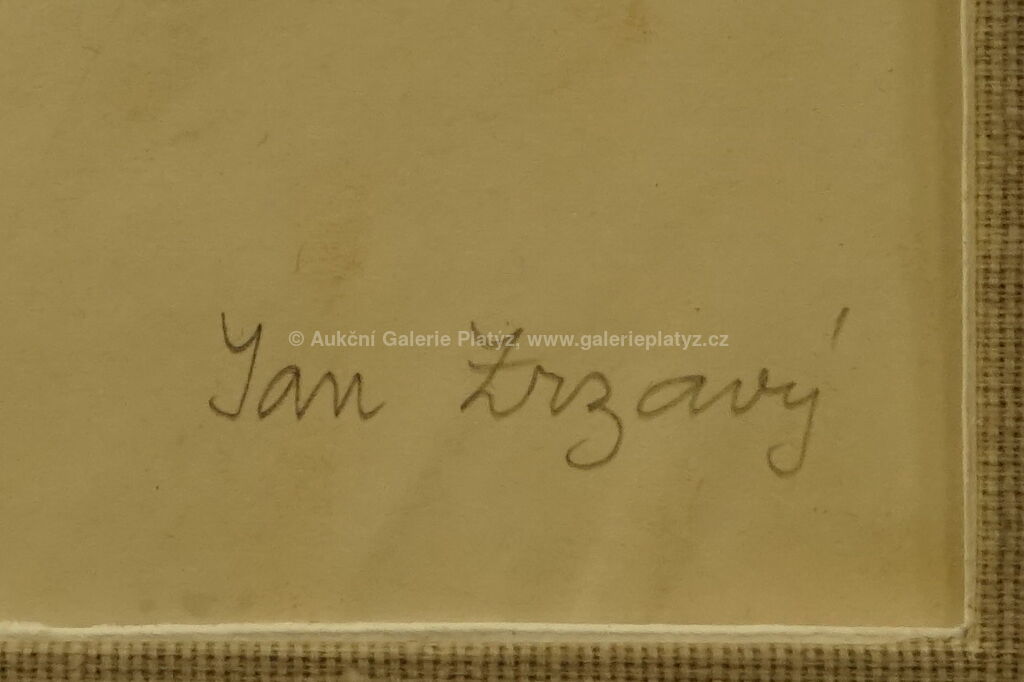 © Aukční Galerie Platýz, www.galerieplatyz.cz
Jan Zrzavý